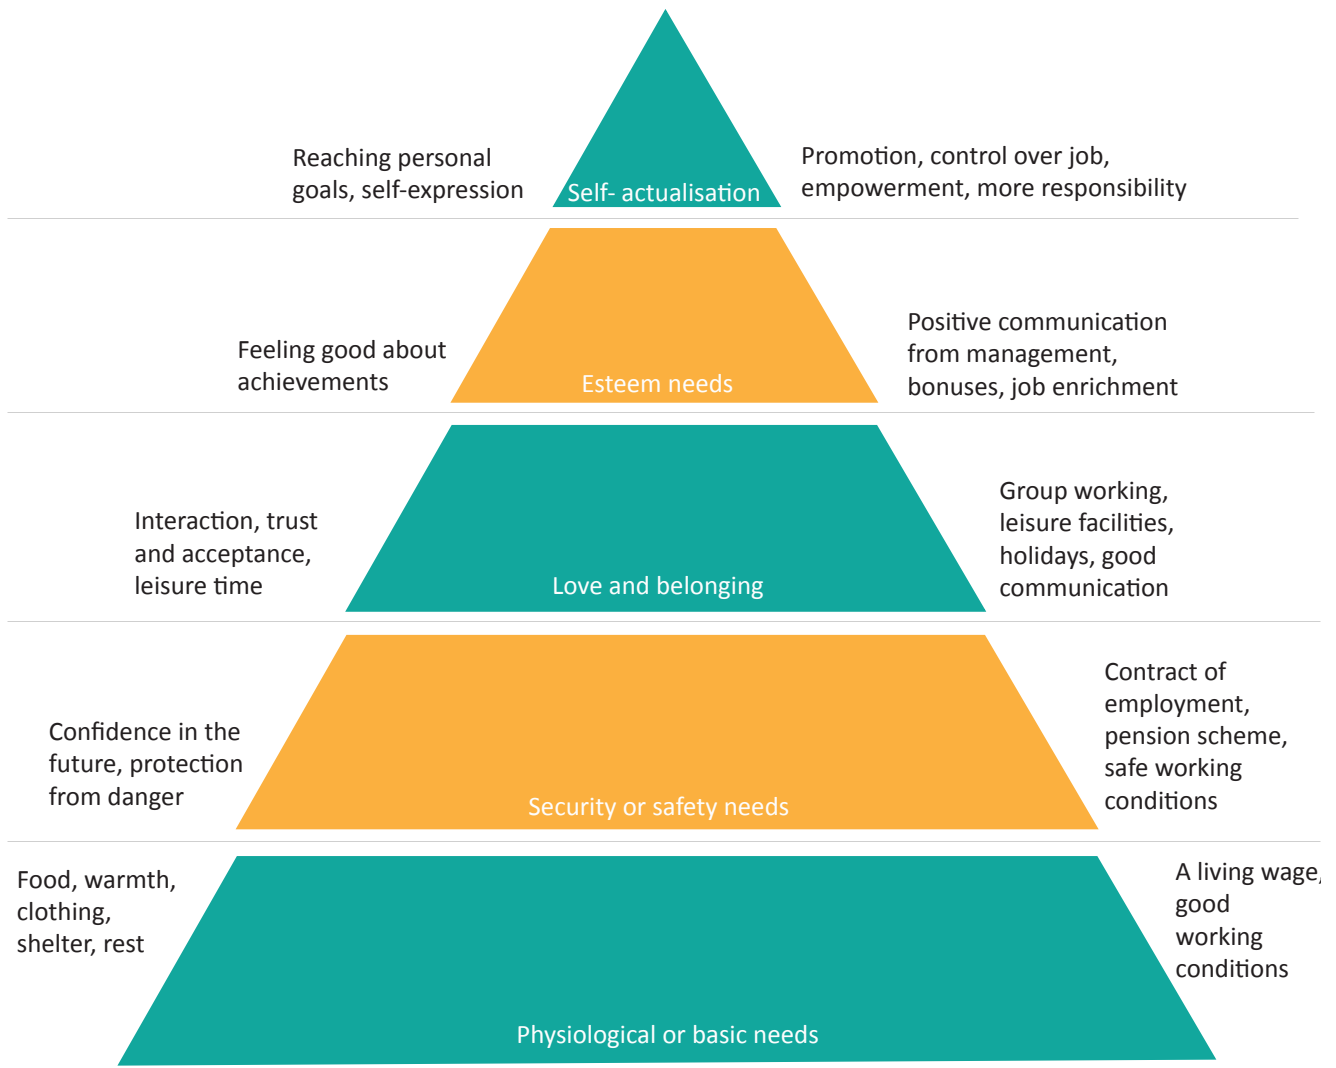 Reaching personal
goals, self-expression
Self- actualisation
Promotion, control over job,
empowerment, more responsibility
Feeling good about
achievements
Esteem needs
Positive communication
from management,
bonuses, job enrichment
Interaction, trust
and acceptance,
leisure time
Love and belonging
Group working,
leisure facilities,
holidays, good
communication
Confidence in the
future, protection
from danger
Security or safety needs
Contract of
employment,
pension scheme,
safe working
conditions
Food, warmth,
clothing,
shelter, rest
Physiological or basic needs
A living wage,
good
working
conditions